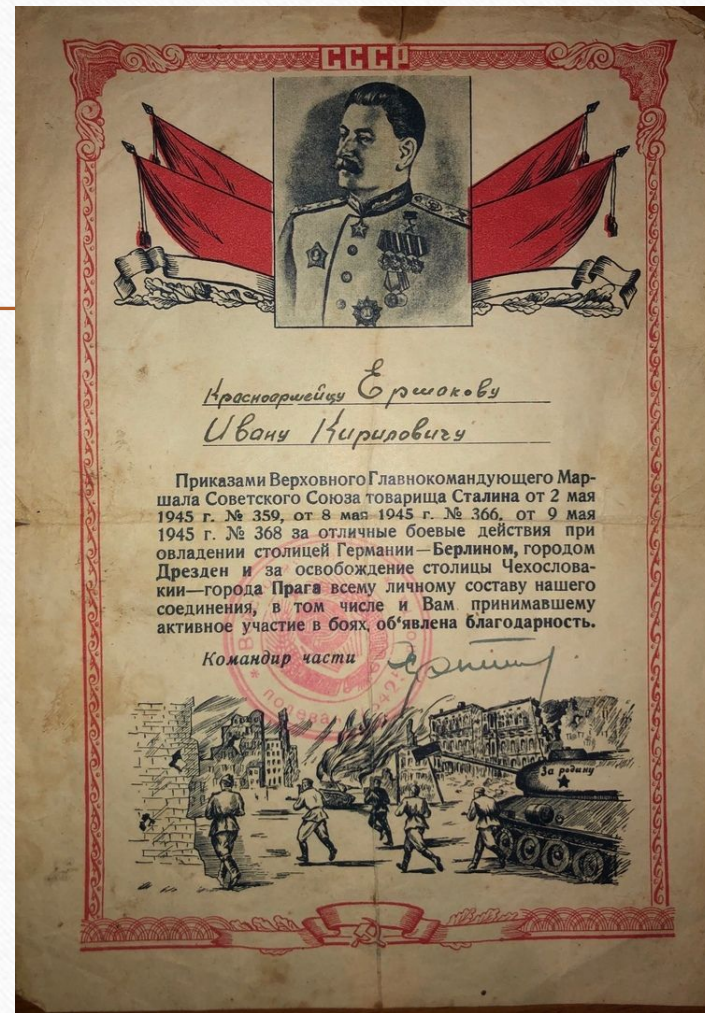 СССР
Красноармейцу Ершакову
Ивану Кириловичу
Приказами Верховного Главнокомандующего Мар-
шала Советского Союза товарища Сталина от 2 мая
1945 г. № 359, от 8 мая 1945 г. № 366, от 9 мая
1945 г. № 368 за отличные боевые действия при
овладении столицей Германии—Берлином, городом
Дрезден и за освобождение столицы Чехослова-
кии—города Прага всему личному составу нашего
соединения, в том числе и Вам принимавшему
активное участие в боях, об‘явлена благодарность.
Командир части
За родину